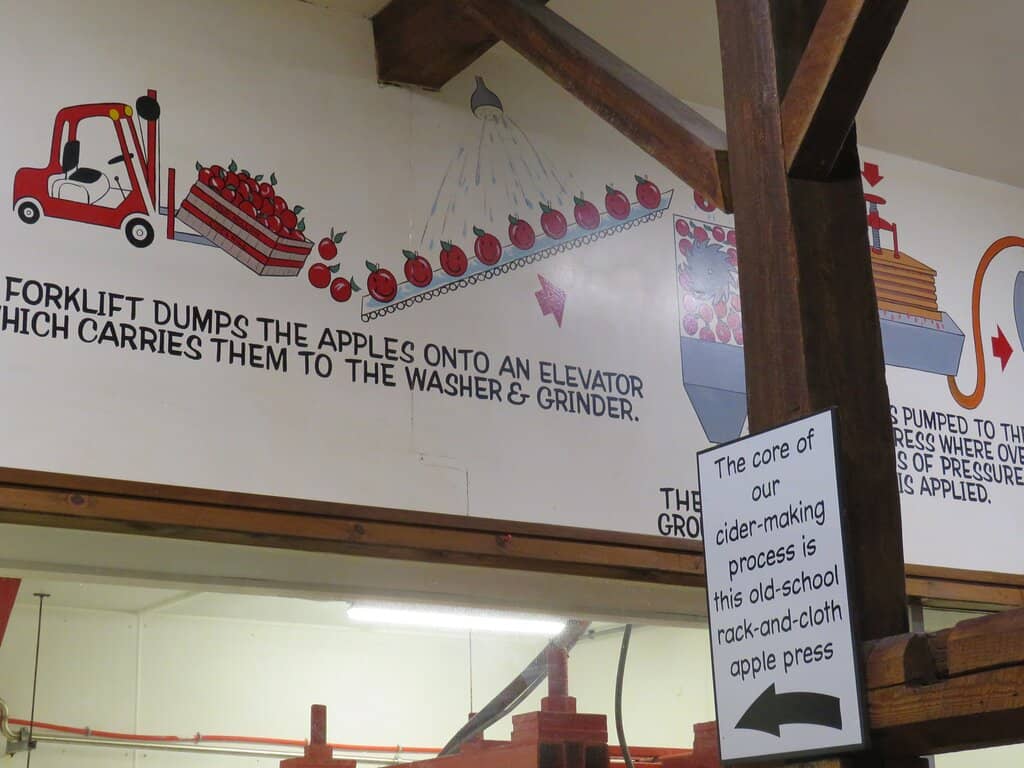 FORKLIFT DUMPS THE APPLES ONTO AN ELEVATOR
WHICH CARRIES THEM TO THE WASHER & GRINDER.
THE
GRO
S PUMPED TO THE
RESS WHERE OVE
S OF PRESSURE
IS APPLIED.
The core of
our
cider-making
process is
this old-school
rack-and-cloth
apple press